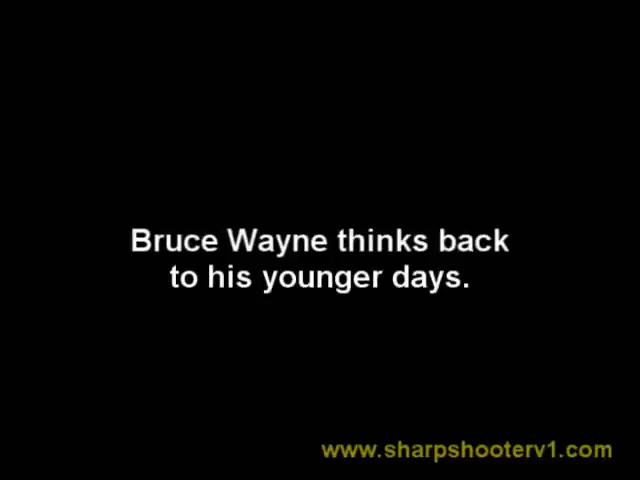 Bruce Wayne thinks back
to his younger days.
www.sharpshooterv1.com